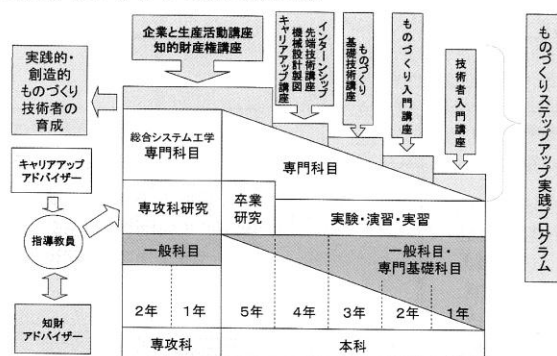 企業と生産活動講座
知的財産権講座
インターンシップ
先端技術講座
機械設計製図
キャリアアップ講座
ものづくり
基礎技術講座
ものづくり入門講座
技術者入門講座
ものづくりステップアップ実践プログラム
実践的・
創造的
ものづくり
技術者の
育成
キャリアアップ
アドバイザー
指導教員
知財
アドバイザー
総合システム工学
専門科目
専門科目
専攻科研究
卒業
研究
実験・演習・実習
一般科目
一般科目・
専門基礎科目
2年
1年
5年
4年
3年
2年
1年
専攻科
本科